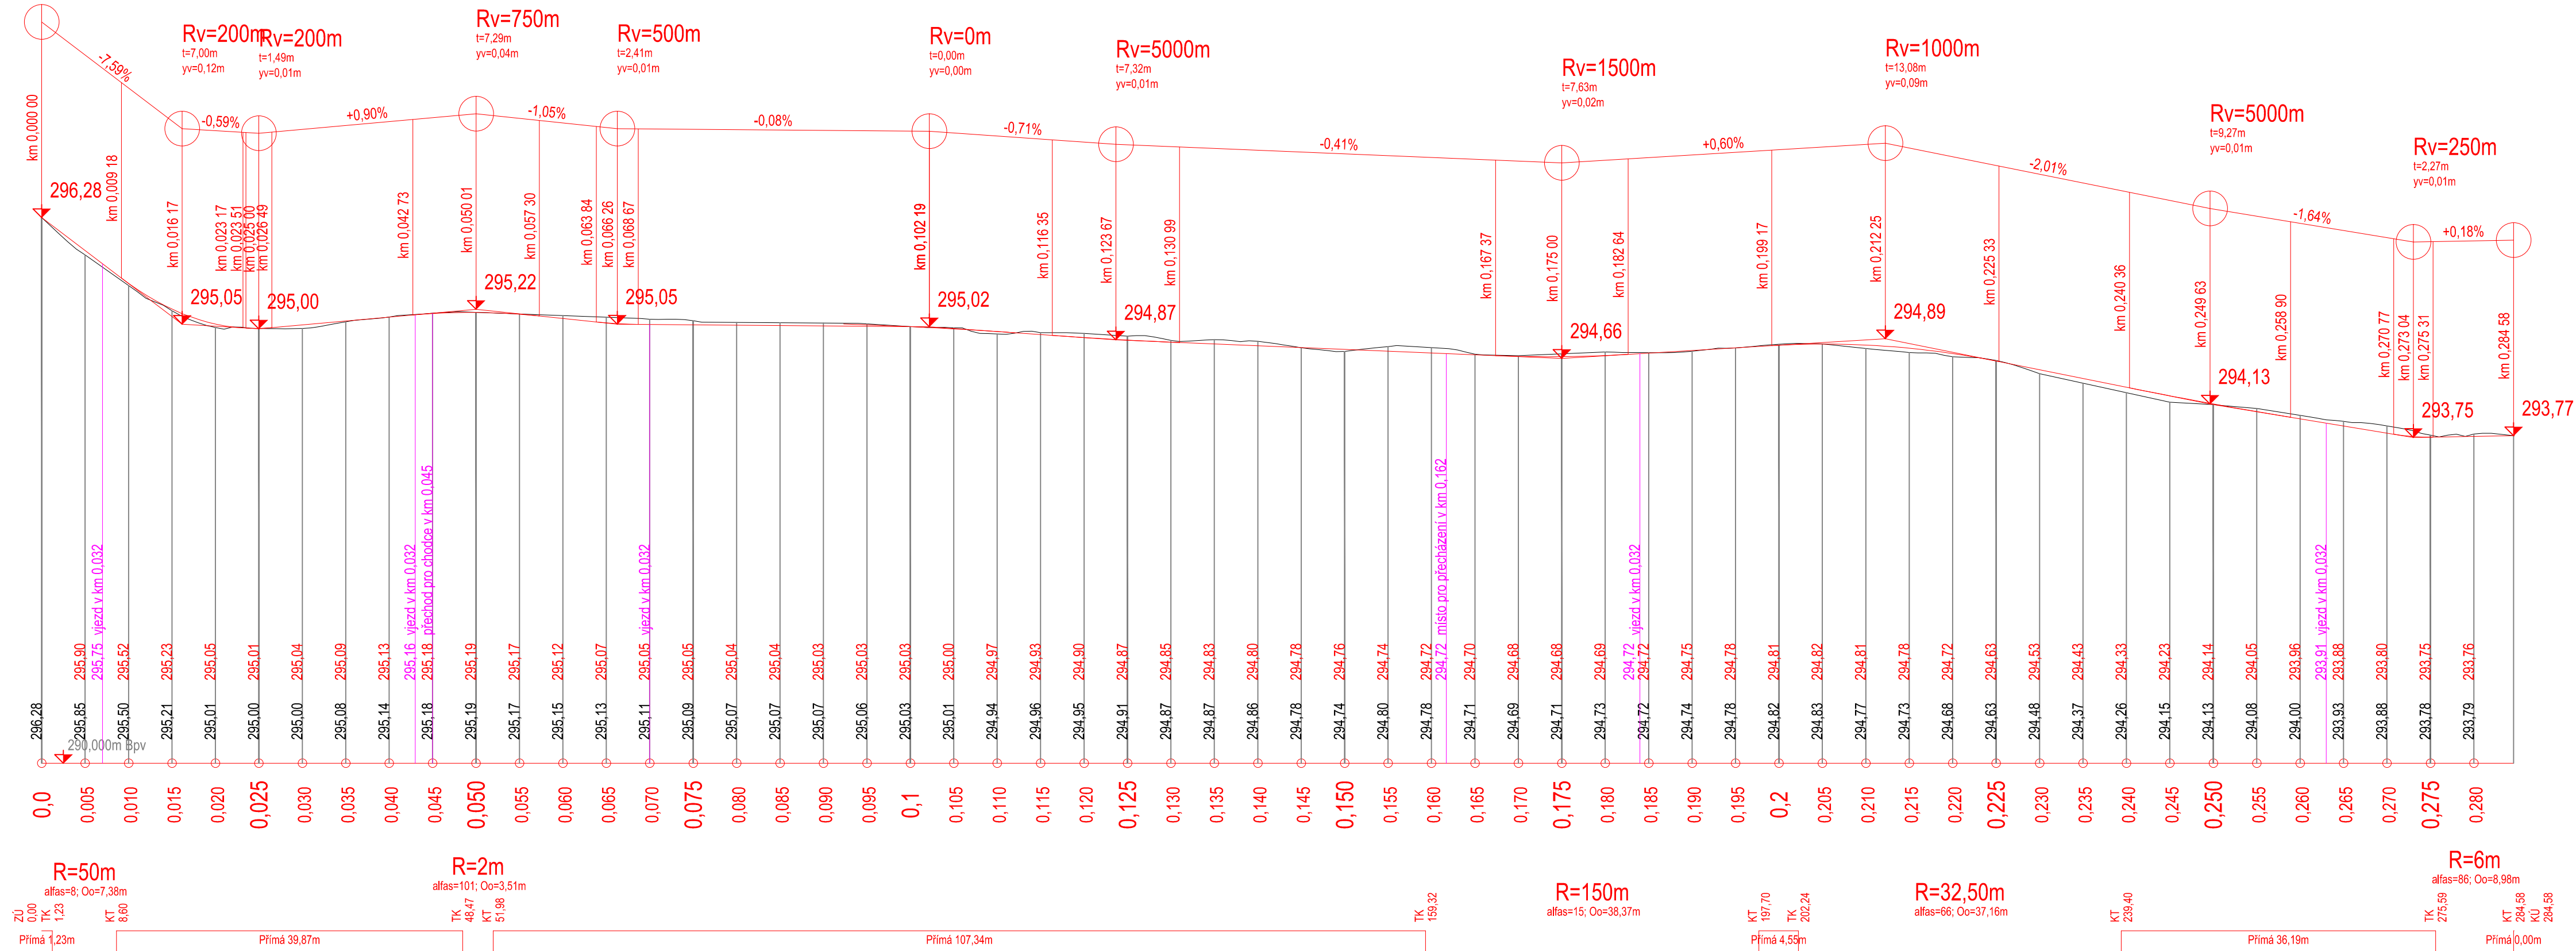 Rv=200m
t=7,00m
yv=0,12m
Rv=200m
t=1,49m
yv=0,01m
Rv=750m
t=7,29m
yv=0,04m
Rv=500m
t=2,41m
yv=0,01m
Rv=0m
t=0,00m
yv=0,00m
Rv=5000m
t=7,32m
yv=0,01m
Rv=1500m
t=7,63m
yv=0,02m
Rv=1000m
t=13,08m
yv=0,09m
Rv=5000m
t=9,27m
yv=0,01m
Rv=250m
t=2,27m
yv=0,01m
-7,59%
-0,59%
+0,90%
-1,05%
-0,08%
-0,71%
-0,41%
+0,60%
-2,01%
-1,64%
+0,18%
km 0,000 00
km 0,009 18
km 0,016 17
km 0,023 17
km 0,023 51
km 0,025 00
km 0,026 49
km 0,042 73
km 0,050 01
km 0,057 30
km 0,063 84
km 0,066 26
km 0,068 67
km 0,102 19
km 0,116 35
km 0,123 67
km 0,130 99
km 0,167 37
km 0,175 00
km 0,182 64
km 0,199 17
km 0,212 25
km 0,225 33
km 0,240 36
km 0,249 63
km 0,258 90
km 0,270 77
km 0,273 04
km 0,275 31
km 0,284 58
296,28
295,05
295,00
295,22
295,05
295,02
294,87
294,66
294,89
294,13
293,75
293,77
295,90
295,75 vjezd v km 0,032
295,52
295,23
295,05
295,01
295,04
295,09
295,13
295,16 vjezd v km 0,032
295,18 přechod pro chodce v km 0,045
295,19
295,17
295,12
295,07
295,05 vjezd v km 0,032
295,05
295,04
295,04
295,03
295,03
295,03
295,00
294,97
294,93
294,90
294,87
294,85
294,83
294,80
294,78
294,76
294,74
294,72
294,72 místo pro přecházení v km 0,162
294,70
294,68
294,68
294,69
294,72 vjezd v km 0,032
294,72
294,75
294,78
294,81
294,82
294,81
294,78
294,72
294,63
294,53
294,43
294,33
294,23
294,14
294,05
293,96
293,91 vjezd v km 0,032
293,88
293,80
293,75
293,76
296,28
295,85
295,50
295,21
295,01
295,00
295,00
295,08
295,14
295,18
295,19
295,17
295,15
295,13
295,11
295,09
295,07
295,07
295,07
295,06
295,03
295,01
294,94
294,96
294,95
294,91
294,87
294,87
294,86
294,78
294,74
294,80
294,78
294,71
294,69
294,71
294,73
294,72
294,74
294,78
294,82
294,83
294,77
294,73
294,68
294,63
294,48
294,37
294,26
294,15
294,13
294,08
294,00
293,93
293,88
293,78
293,79
290,000m Bpv
0,0
0,005
0,010
0,015
0,020
0,025
0,030
0,035
0,040
0,045
0,050
0,055
0,060
0,065
0,070
0,075
0,080
0,085
0,090
0,095
0,1
0,105
0,110
0,115
0,120
0,125
0,130
0,135
0,140
0,145
0,150
0,155
0,160
0,165
0,170
0,175
0,180
0,185
0,190
0,195
0,2
0,205
0,210
0,215
0,220
0,225
0,230
0,235
0,240
0,245
0,250
0,255
0,260
0,265
0,270
0,275
0,280
R=50m
alfas=8; Oo=7,38m
R=2m
alfas=101; Oo=3,51m
R=150m
alfas=15; Oo=38,37m
R=32,50m
alfas=66; Oo=37,16m
R=6m
alfas=86; Oo=8,98m
ZÚ
0,00
TK
1,23
KT
8,60
TK
48,47
KT
51,98
TK
159,32
KT
197,70
TK
202,24
KT
239,40
TK
275,59
KT
284,58
KÚ
284,58
Přímá 1,23m
Přímá 39,87m
Přímá 107,34m
Přímá 4,55m
Přímá 36,19m
Přímá 0,00m